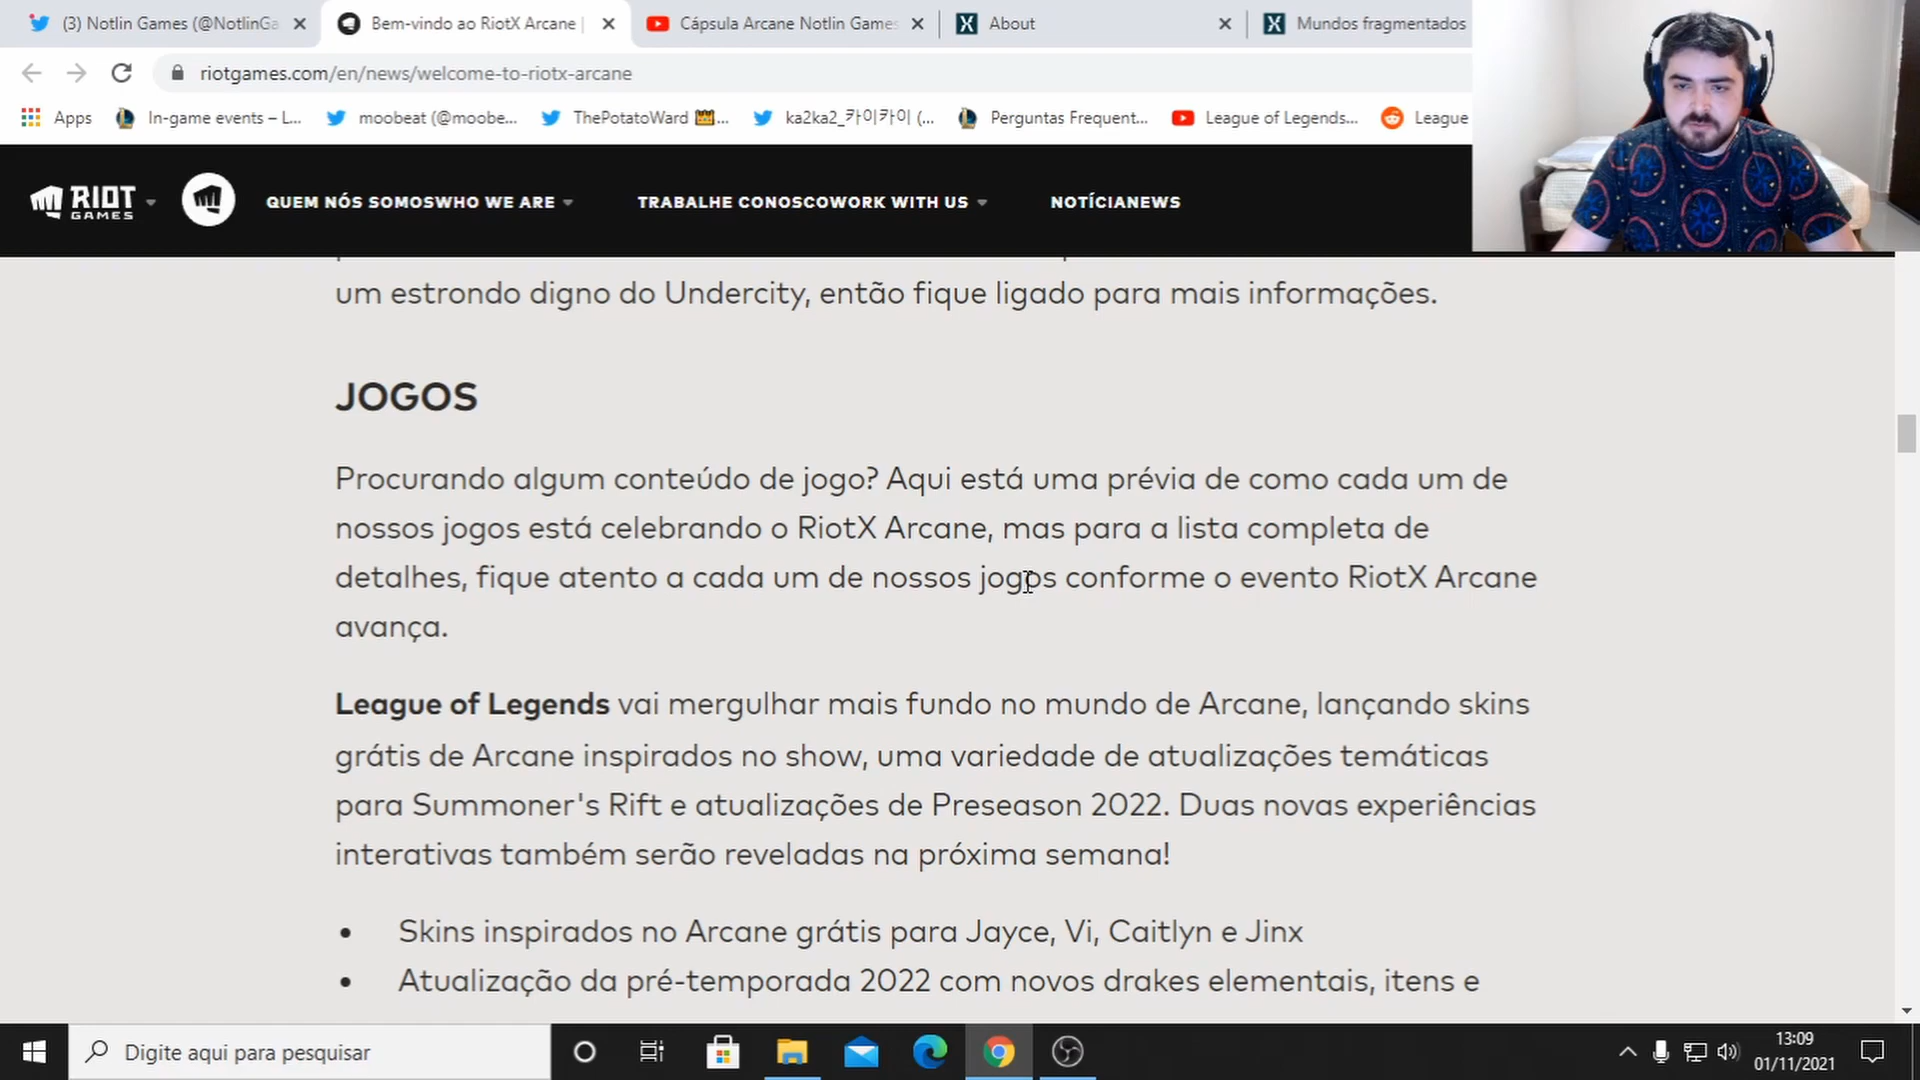 (3) Notlin Games (@NotlinGa
Bem-vindo ao RiotX Arcane |
Cápsula Arcane Notlin Games
About
Mundos fragmentados
riotgames.com/en/news/welcome-to-riotx-arcane
Apps
In-game events – L...
moobeat (@moobe...
ThePotatoWard 👑...
ka2ka2_카이카이 (...
Perguntas Frequent...
League of Legends...
League
RIOT GAMES
QUEM NÓS SOMOSWHO WE ARE
TRABALHE CONOSCOWORK WITH US
NOTÍCIANEWS
um estrondo digno do Undercity, então fique ligado para mais informações.
JOGOS
Procurando algum conteúdo de jogo? Aqui está uma prévia de como cada um de
nossos jogos está celebrando o RiotX Arcane, mas para a lista completa de
detalhes, fique atento a cada um de nossos jogos conforme o evento RiotX Arcane
avança.
League of Legends vai mergulhar mais fundo no mundo de Arcane, lançando skins
grátis de Arcane inspirados no show, uma variedade de atualizações temáticas
para Summoner's Rift e atualizações de Preseason 2022. Duas novas experiências
interativas também serão reveladas na próxima semana!
• Skins inspirados no Arcane grátis para Jayce, Vi, Caitlyn e Jinx
• Atualização da pré-temporada 2022 com novos drakes elementais, itens e
Digite aqui para pesquisar
13:09
01/11/2021